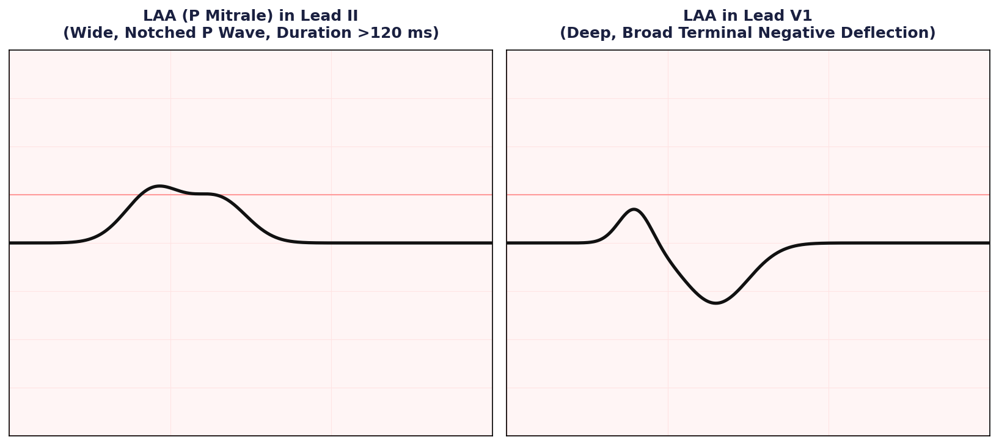 LAA (P Mitrale) in Lead II
(Wide, Notched P Wave, Duration >120 ms)
LAA in Lead V1
(Deep, Broad Terminal Negative Deflection)